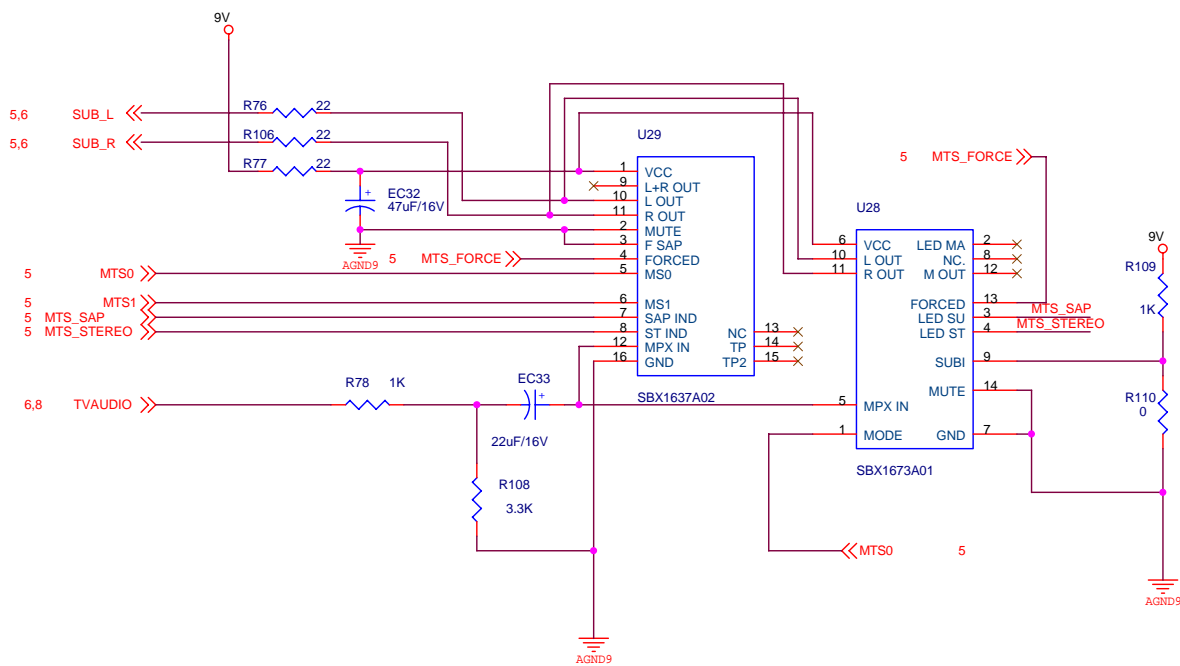 9V
5,6 SUB_L R76 22
5,6 SUB_R R106 22
R77 22
EC32
47uF/16V
AGND9
5 MTS_FORCE
5 MTS0
5 MTS1
5 MTS_SAP
5 MTS_STEREO
U29
1 VCC
9 L+R OUT
10 L OUT
11 R OUT
2 MUTE
3 F SAP
4 FORCED
5 MS0
6 MS1
7 SAP IND
8 ST IND
12 MPX IN
16 GND
NC 13
TP 14
TP2 15
SBX1637A02
6,8 TVAUDIO
R78 1K
EC33
22uF/16V
R108
3.3K
AGND9
5 MTS_FORCE
U28
6 VCC
10 L OUT
11 R OUT
5 MPX IN
1 MODE
LED MA 2
NC. 8
M OUT 12
FORCED 13
LED SU 3 MTS_SAP
LED ST 4 MTS_STEREO
SUBI 9
MUTE 14
GND 7
SBX1673A01
MTS0 5
9V
R109
1K
R110
0
AGND9